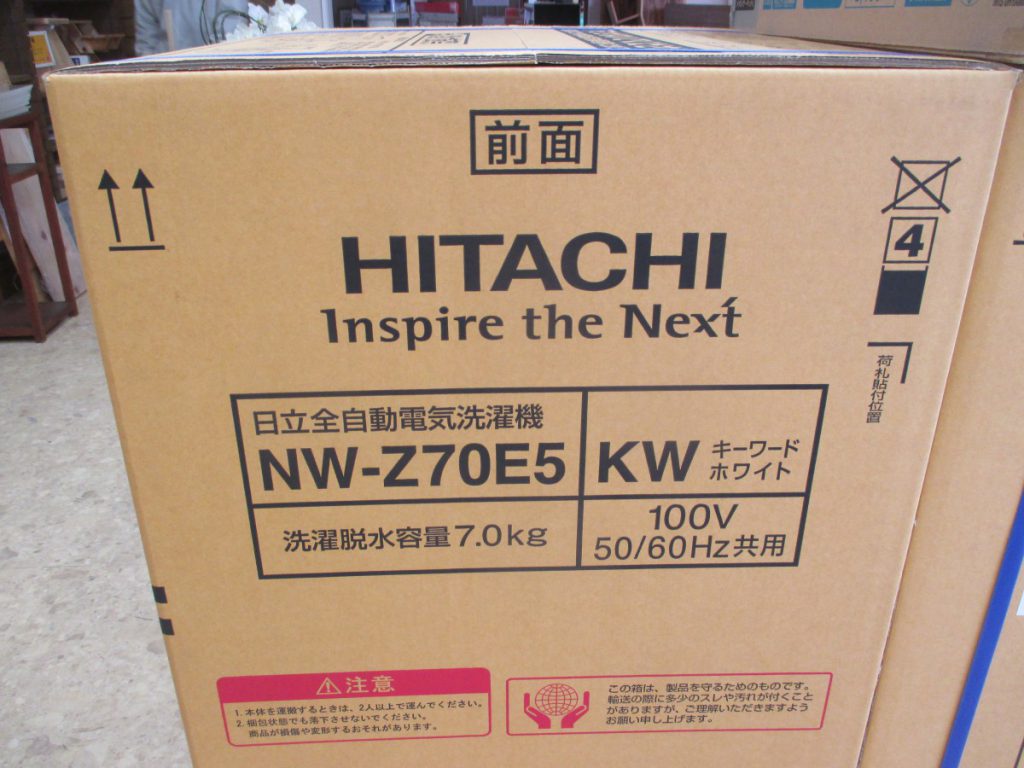 前面
HITACHI
Inspire the Next
4
荷札貼付位置
日立全自動電気洗濯機
NW-Z70E5
KW キーワード
ホワイト
洗濯脱水容量7.0kg
100V
50/60Hz共用
注意
1.本体を運搬するときは、2人以上で運んでください。
2.梱包状態でも落下させないでください。
商品が損傷や変形するおそれがあります。
この箱は、製品を守るためのものです。
輸送の際に多少のスレや汚れが付くこと
がありますが、ご理解いただきますよう
お願い申し上げます。